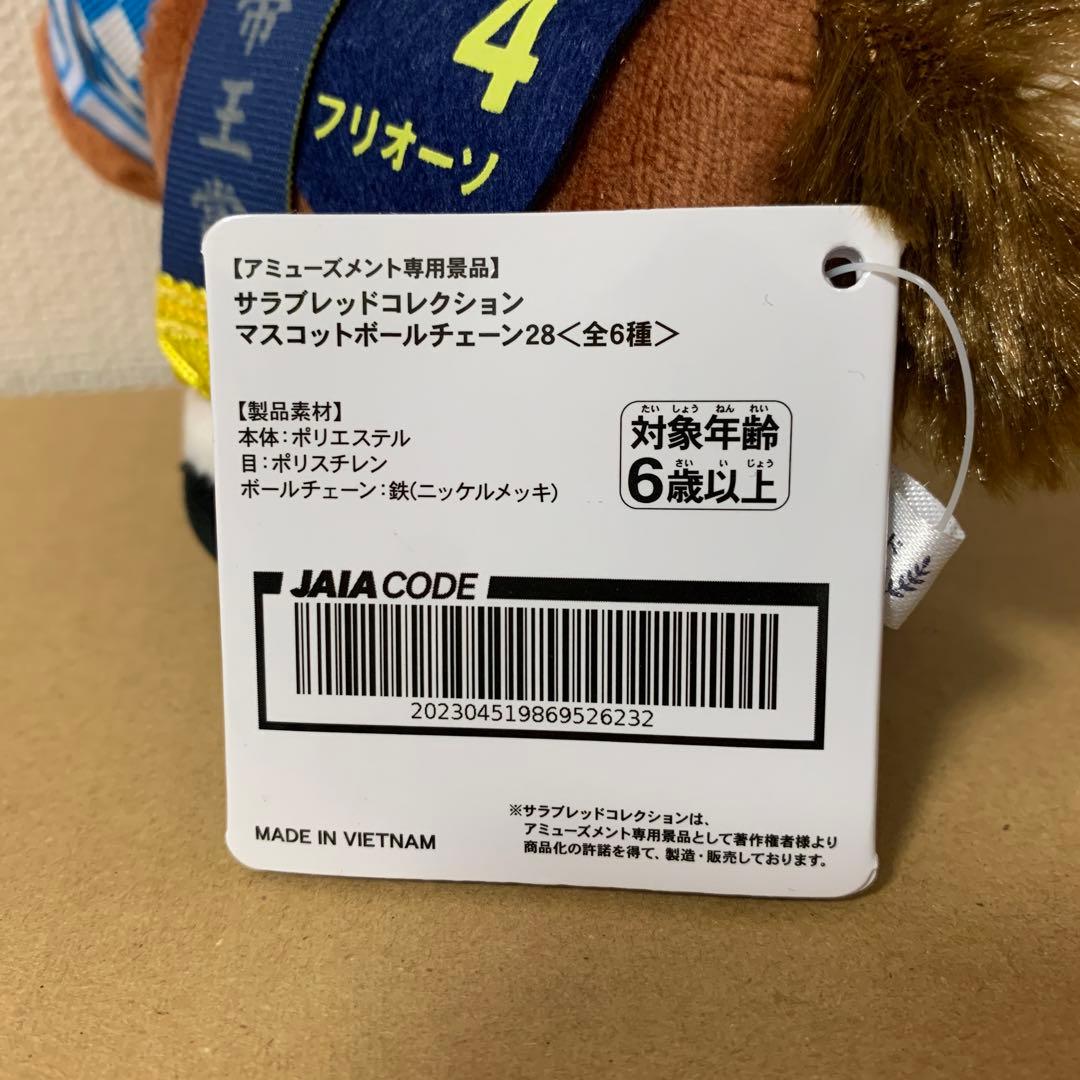 帝王賞
4
フリオーソ
【アミューズメント専用景品】
サラブレッドコレクション
マスコットボールチェーン28<全6種>
【製品素材】
本体:ポリエステル
目:ポリスチレン
ボールチェーン:鉄(ニッケルメッキ)
たいしょうねんれい
対象年齢
さいいじょう
6歳以上
JAIA CODE
202304519869526232
MADE IN VIETNAM
※サラブレッドコレクションは、
アミューズメント専用景品として著作権者様より
商品化の許諾を得て、製造・販売しております。